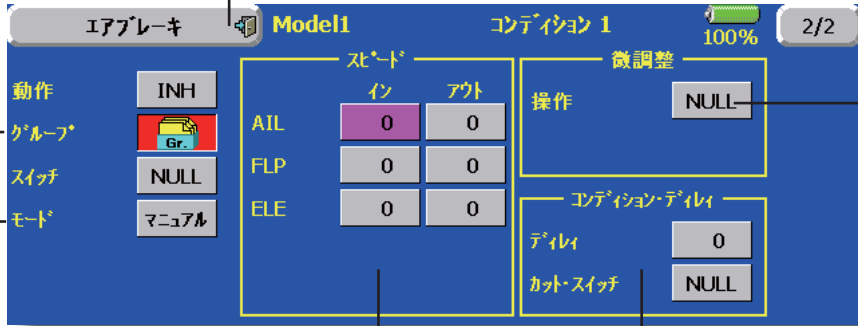 エアブレーキ Model1 コンディション 1 100% 2/2
動作 INH
グループ Gr.
スイッチ NULL
モード マニュアル
スピード
イン アウト
AIL 0 0
FLP 0 0
ELE 0 0
微調整
操作 NULL
コンディション・ディレイ
ディレイ 0
カット・スイッチ NULL